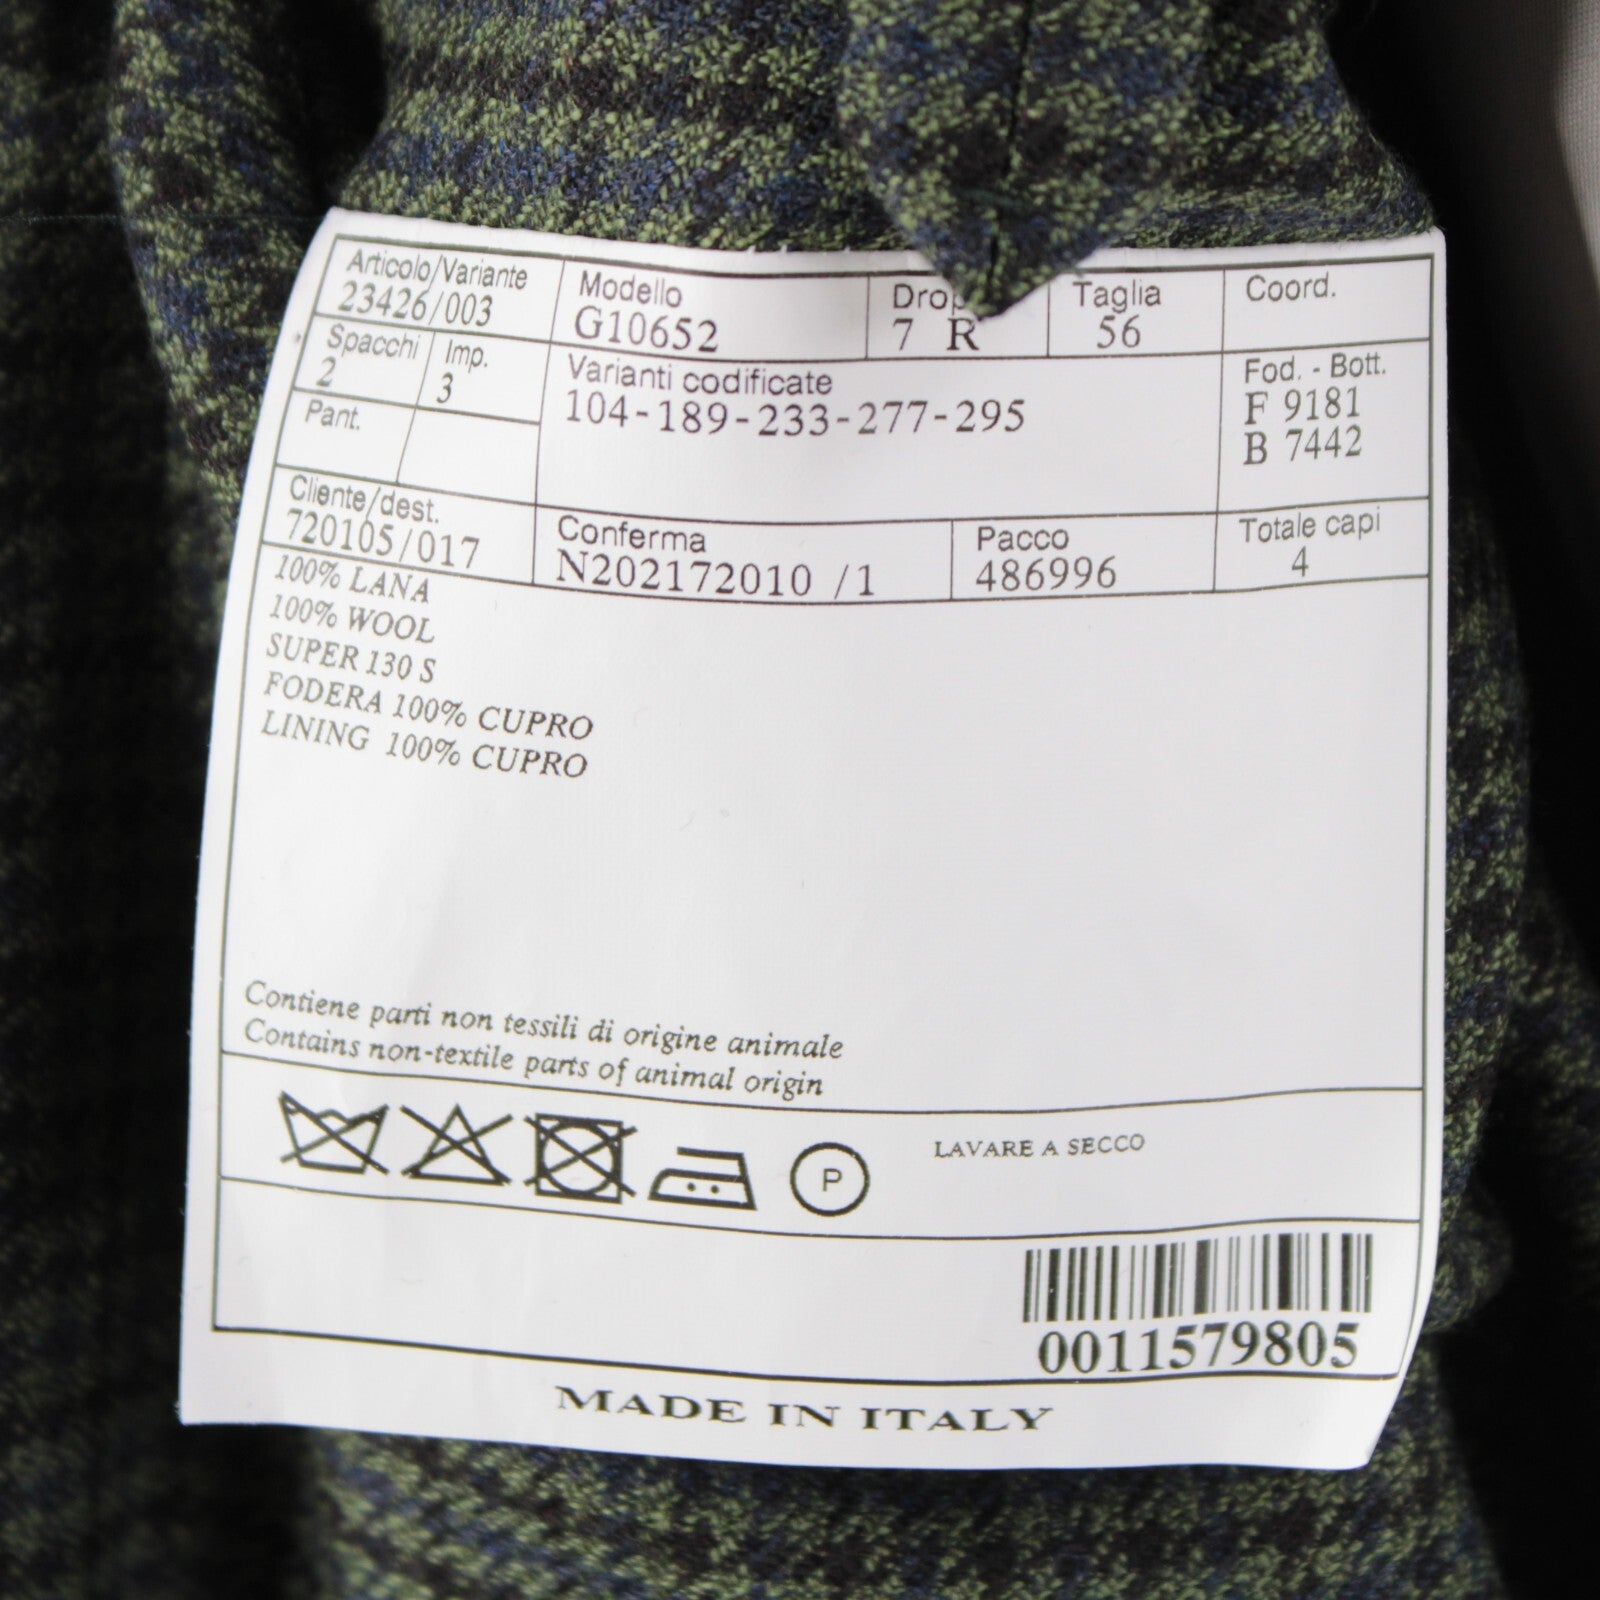 Articolo/Variante
23426/003
Modello
G10652
Drop
7 R
Taglia
56
Coord.
Spacchi
2
Imp.
3
Varianti codificate
104-189-233-277-295
Fod. - Bott.
F 9181
B 7442
Pant.
Cliente/dest.
720105/017
Conferma
N202172010 /1
Pacco
486996
Totale capi
4
100% LANA
100% WOOL
SUPER 130 S
FODERA 100% CUPRO
LINING 100% CUPRO
Contiene parti non tessili di origine animale
Contains non-textile parts of animal origin
P
LAVARE A SECCO
0011579805
MADE IN ITALY